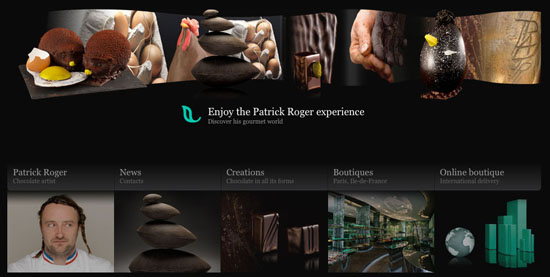 Enjoy the Patrick Roger experience
Discover his gourmet world
Patrick Roger
Chocolate artist
News
Contacts
Creations
Chocolate in all its forms
Boutiques
Paris, Ile-de-France
Online boutique
International delivery